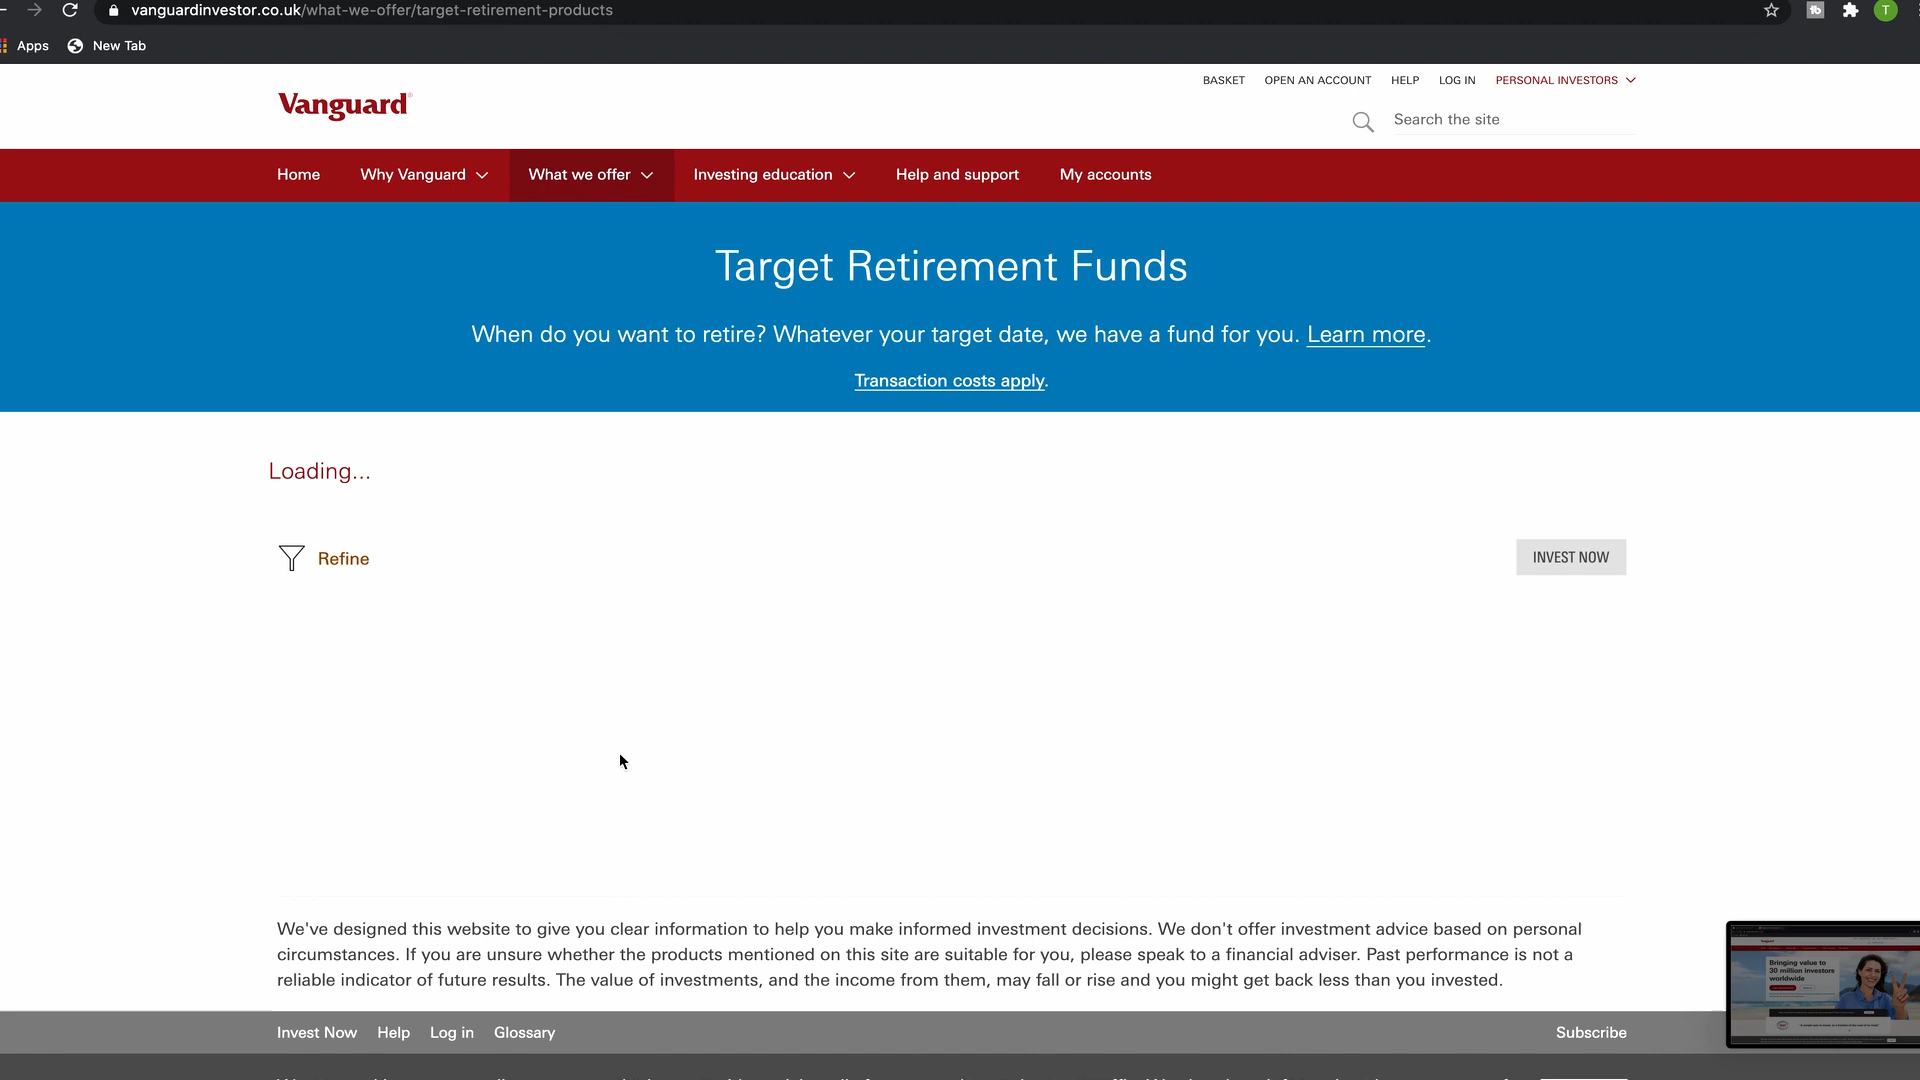 vanguardinvestor.co.uk/what-we-offer/target-retirement-products
T
Apps
New Tab
BASKET OPEN AN ACCOUNT HELP LOG IN PERSONAL INVESTORS
Vanguard
Search the site
Home Why Vanguard What we offer Investing education Help and support My accounts
Target Retirement Funds
When do you want to retire? Whatever your target date, we have a fund for you. Learn more.
Transaction costs apply.
Loading...
Refine
INVEST NOW
We've designed this website to give you clear information to help you make informed investment decisions. We don't offer investment advice based on personal
circumstances. If you are unsure whether the products mentioned on this site are suitable for you, please speak to a financial adviser. Past performance is not a
reliable indicator of future results. The value of investments, and the income from them, may fall or rise and you might get back less than you invested.
Bringing value to
30 million investors
worldwide
Invest Now Help Log in Glossary
Subscribe